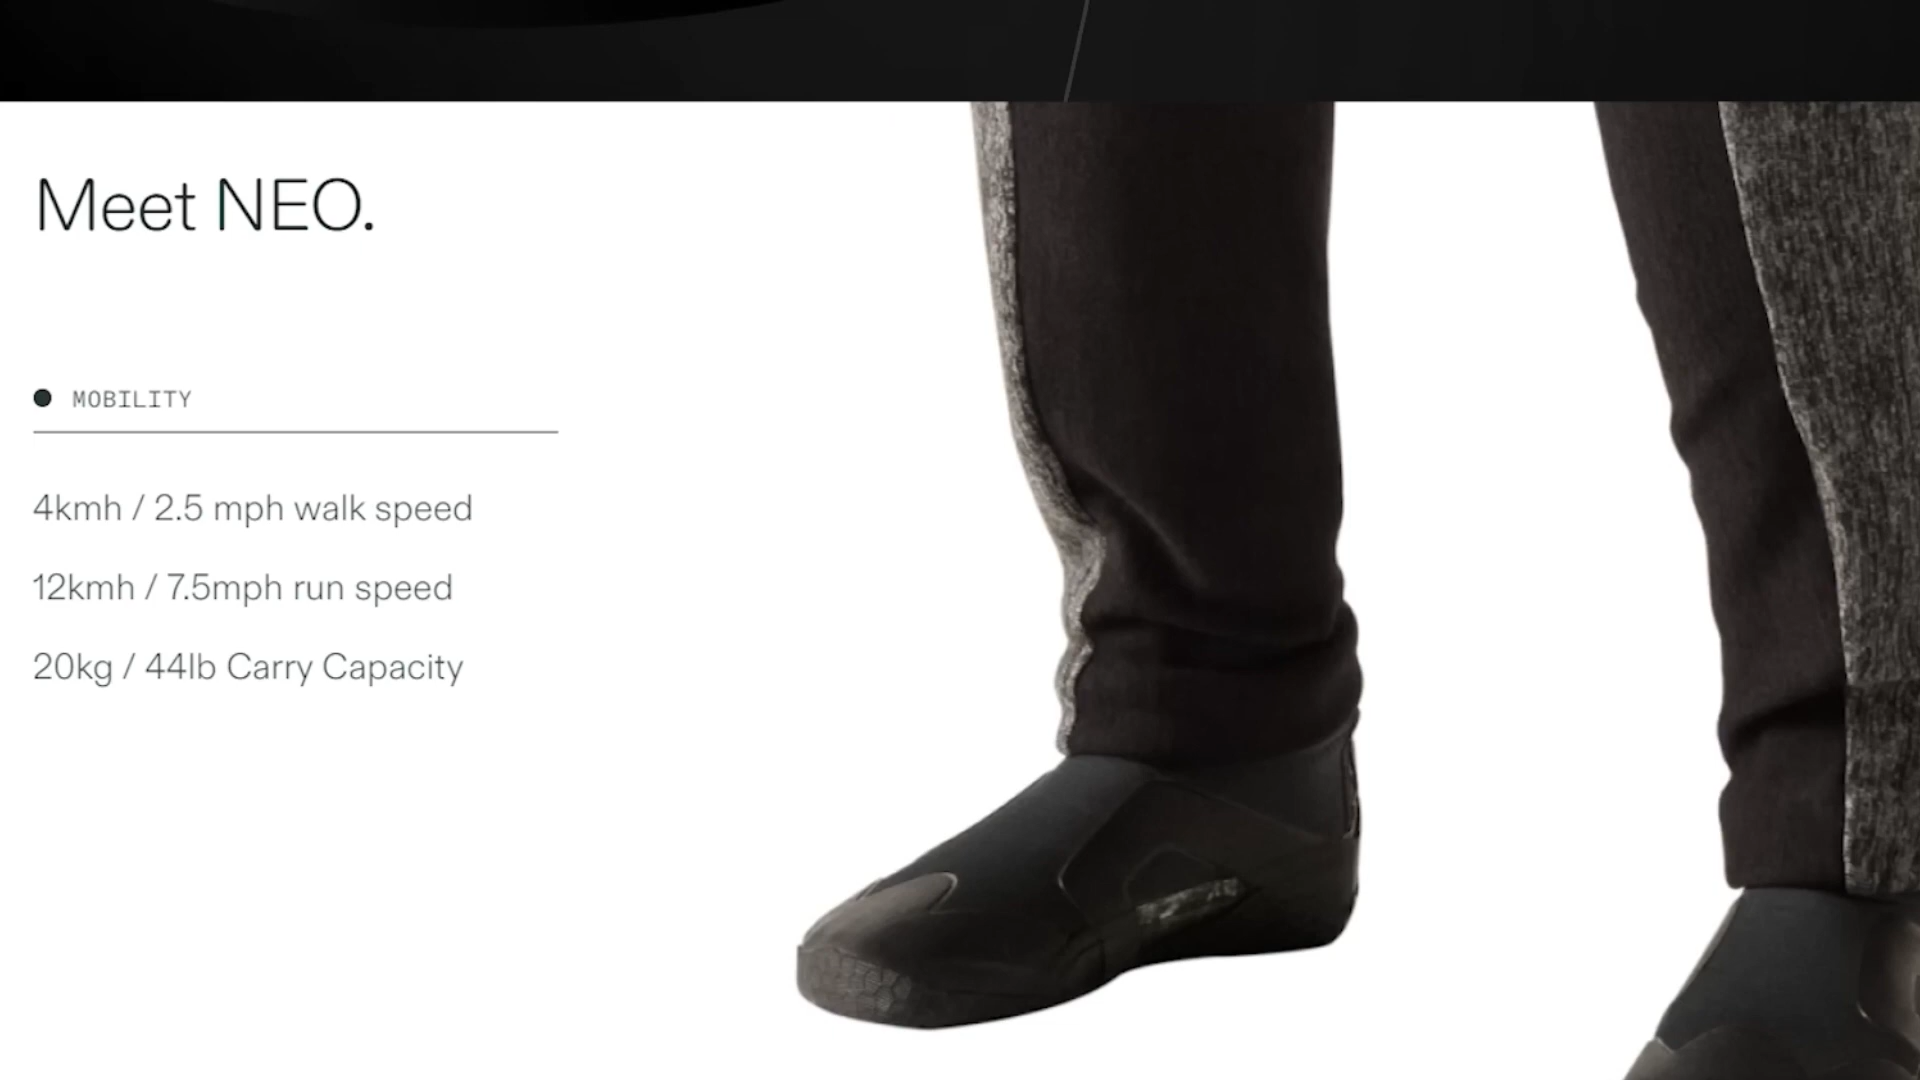 Meet NEO.
MOBILITY
4kmh / 2.5 mph walk speed
12kmh / 7.5mph run speed
20kg / 44lb Carry Capacity